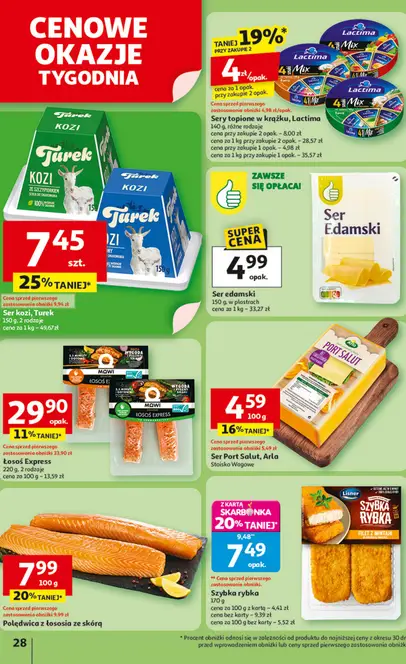 CENOWE
OKAZJE
TYGODNIA
TANIEJ 19%*
PRZY ZAKUPIE 2
4 zł/opak.
cena za 1 opak.
przy zakupie 2 opak.
Cena sprzed pierwszego
zastosowania obniżki 4,98 zł/opak.
Lactima
Mix
Sery topione w krążku, Lactima
140 g, różne rodzaje
cena przy zakupie 2 opak. – 8,00 zł
cena za 1 kg przy zakupie 2 opak. – 28,57 zł
cena przy zakupie 1 opak. – 4,98 zł
cena za 1 kg przy zakupie 1 opak. – 35,57 zł
Turek
KOZI
ZE SZCZYPIORKIEM
Turek
KOZI
150 g
7 45
szt.
25% TANIEJ*
Cena sprzed pierwszego
zastosowania obniżki 9,94 zł
Ser kozi, Turek
150 g, 2 rodzaje
cena za 1 kg – 49,67 zł
ZAWSZE
SIĘ OPŁACA!
SUPER
CENA
4 99
opak.
Ser
Edamski
Ser edamski
150 g, w plastrach
cena za 1 kg – 33,27 zł
MOWI
ŁOSOŚ EXPRESS
MOWI
ŁOSOŚ EXPRESS
29 90
opak.
11% TANIEJ*
Cena sprzed pierwszego
zastosowania obniżki 33,90 zł
Łosoś Express
220 g, 2 rodzaje
cena za 100 g – 13,59 zł
Arla
PORT SALUT
4 59
100 g
16% TANIEJ*
Cena sprzed pierwszego
zastosowania obniżki 5,49 zł
Ser Port Salut, Arla
Stoisko Wagowe
7 99
100 g
Cena sprzed pierwszego
Polędwica z łososia ze skórą
Z KARTĄ
SKARBONKA
20% TANIEJ*
9,48**
7 49
opak.
** Cena sprzed pierwszego
zastosowania obniżki
Szybka rybka
170 g
cena za 100 g z kartą – 4,41 zł
cena bez karty – 9,39 zł
cena za 100 g bez karty – 5,52 zł
Lisner
SZYBKA
RYBKA
28
* Procent obniżki odnosi się w zależności od produktu do najniższej ceny z okresu 30 dn
przed wprowadzeniem obniżki lub ceny sprzed pierwszego zastosowania obniżki